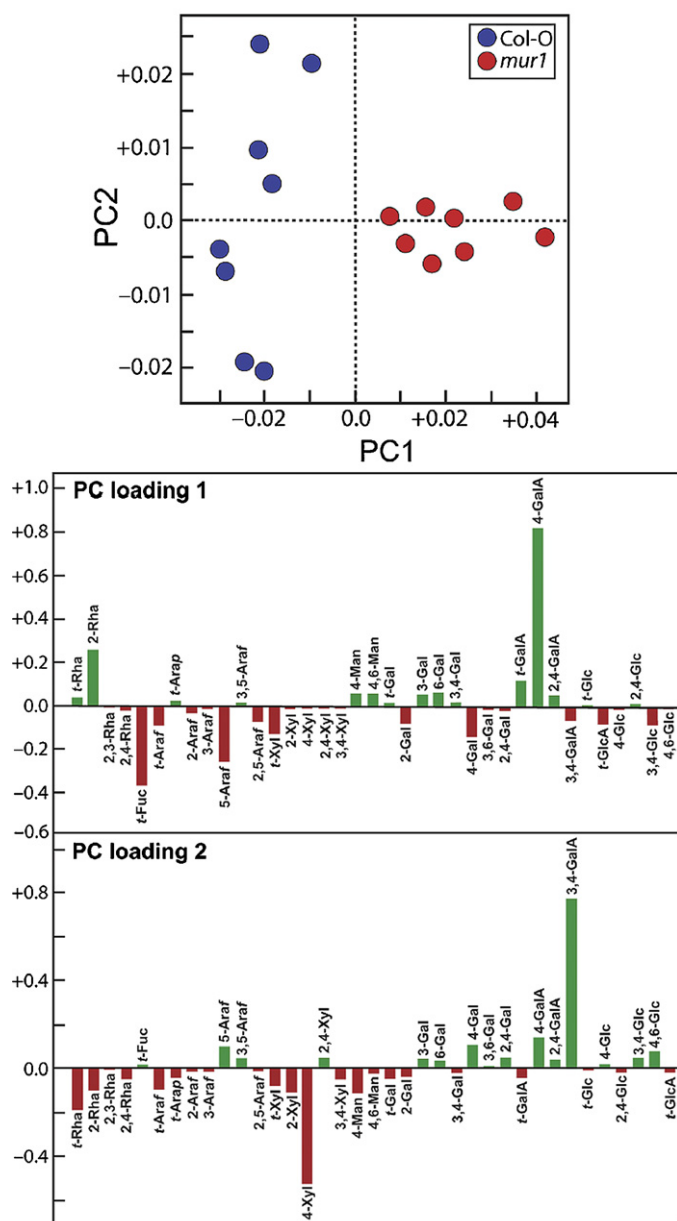 Col-O
mur1
+0.02
+0.01
0.0
−0.01
−0.02
PC2
−0.02
0.0
+0.02
+0.04
PC1
PC loading 1
+1.0
+0.8
+0.6
+0.4
+0.2
0.0
−0.2
−0.4
−0.6
t-Rha
2-Rha
2,3-Rha
2,4-Rha
t-Fuc
t-Araf
t-Arap
2-Araf
3-Araf
5-Araf
3,5-Araf
2,5-Araf
t-Xyl
2-Xyl
4-Xyl
2,4-Xyl
3,4-Xyl
4-Man
4,6-Man
t-Gal
2-Gal
3-Gal
6-Gal
3,4-Gal
4-Gal
3,6-Gal
2,4-Gal
t-GalA
4-GalA
2,4-GalA
3,4-GalA
t-Glc
t-GlcA
4-Glc
2,4-Glc
3,4-Glc
4,6-Glc
PC loading 2
+0.8
+0.4
0.0
−0.4
t-Rha
2-Rha
2,3-Rha
2,4-Rha
t-Fuc
t-Araf
t-Arap
2-Araf
3-Araf
5-Araf
3,5-Araf
2,5-Araf
t-Xyl
2-Xyl
4-Xyl
2,4-Xyl
3,4-Xyl
4-Man
4,6-Man
t-Gal
2-Gal
3-Gal
6-Gal
3,4-Gal
4-Gal
3,6-Gal
2,4-Gal
t-GalA
4-GalA
2,4-GalA
3,4-GalA
t-Glc
4-Glc
2,4-Glc
3,4-Glc
4,6-Glc
t-GlcA